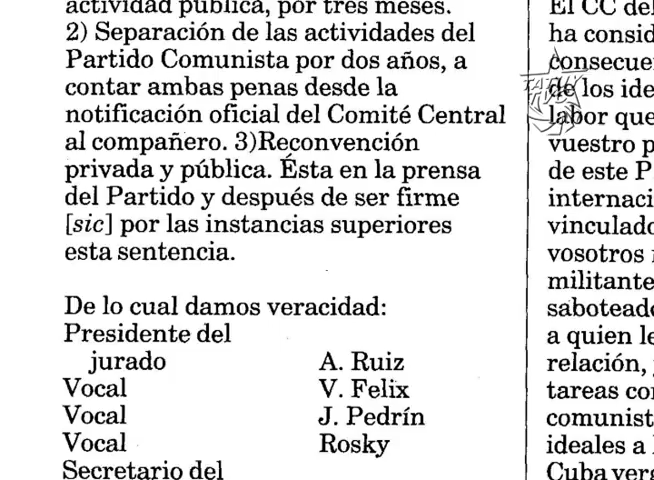 actividad pública, por tres meses.
2) Separación de las actividades del
Partido Comunista por dos años, a
contar ambas penas desde la
notificación oficial del Comité Central
al compañero. 3)Reconvención
privada y pública. Ésta en la prensa
del Partido y después de ser firme
[sic] por las instancias superiores
esta sentencia.
De lo cual damos veracidad:
Presidente del
jurado A. Ruiz
Vocal V. Felix
Vocal J. Pedrín
Vocal Rosky
Secretario del
El CC del
ha consid
consecue
de los ide
labor que
vuestro p
de este P
internaci
vinculado
vosotros
militante
saboteado
a quien le
relación,
tareas co
comunist
ideales a
Cuba verg